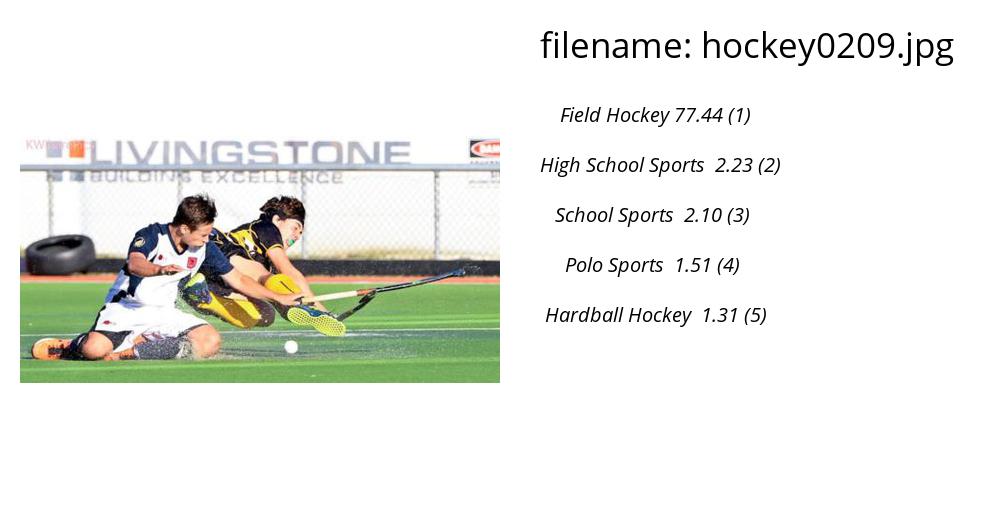 filename: hockey0209.jpg
Field Hockey 77.44 (1)
High School Sports 2.23 (2)
School Sports 2.10 (3)
Polo Sports 1.51 (4)
Hardball Hockey 1.31 (5)
LIVINGSTONE
BUILDING EXCELLENCE